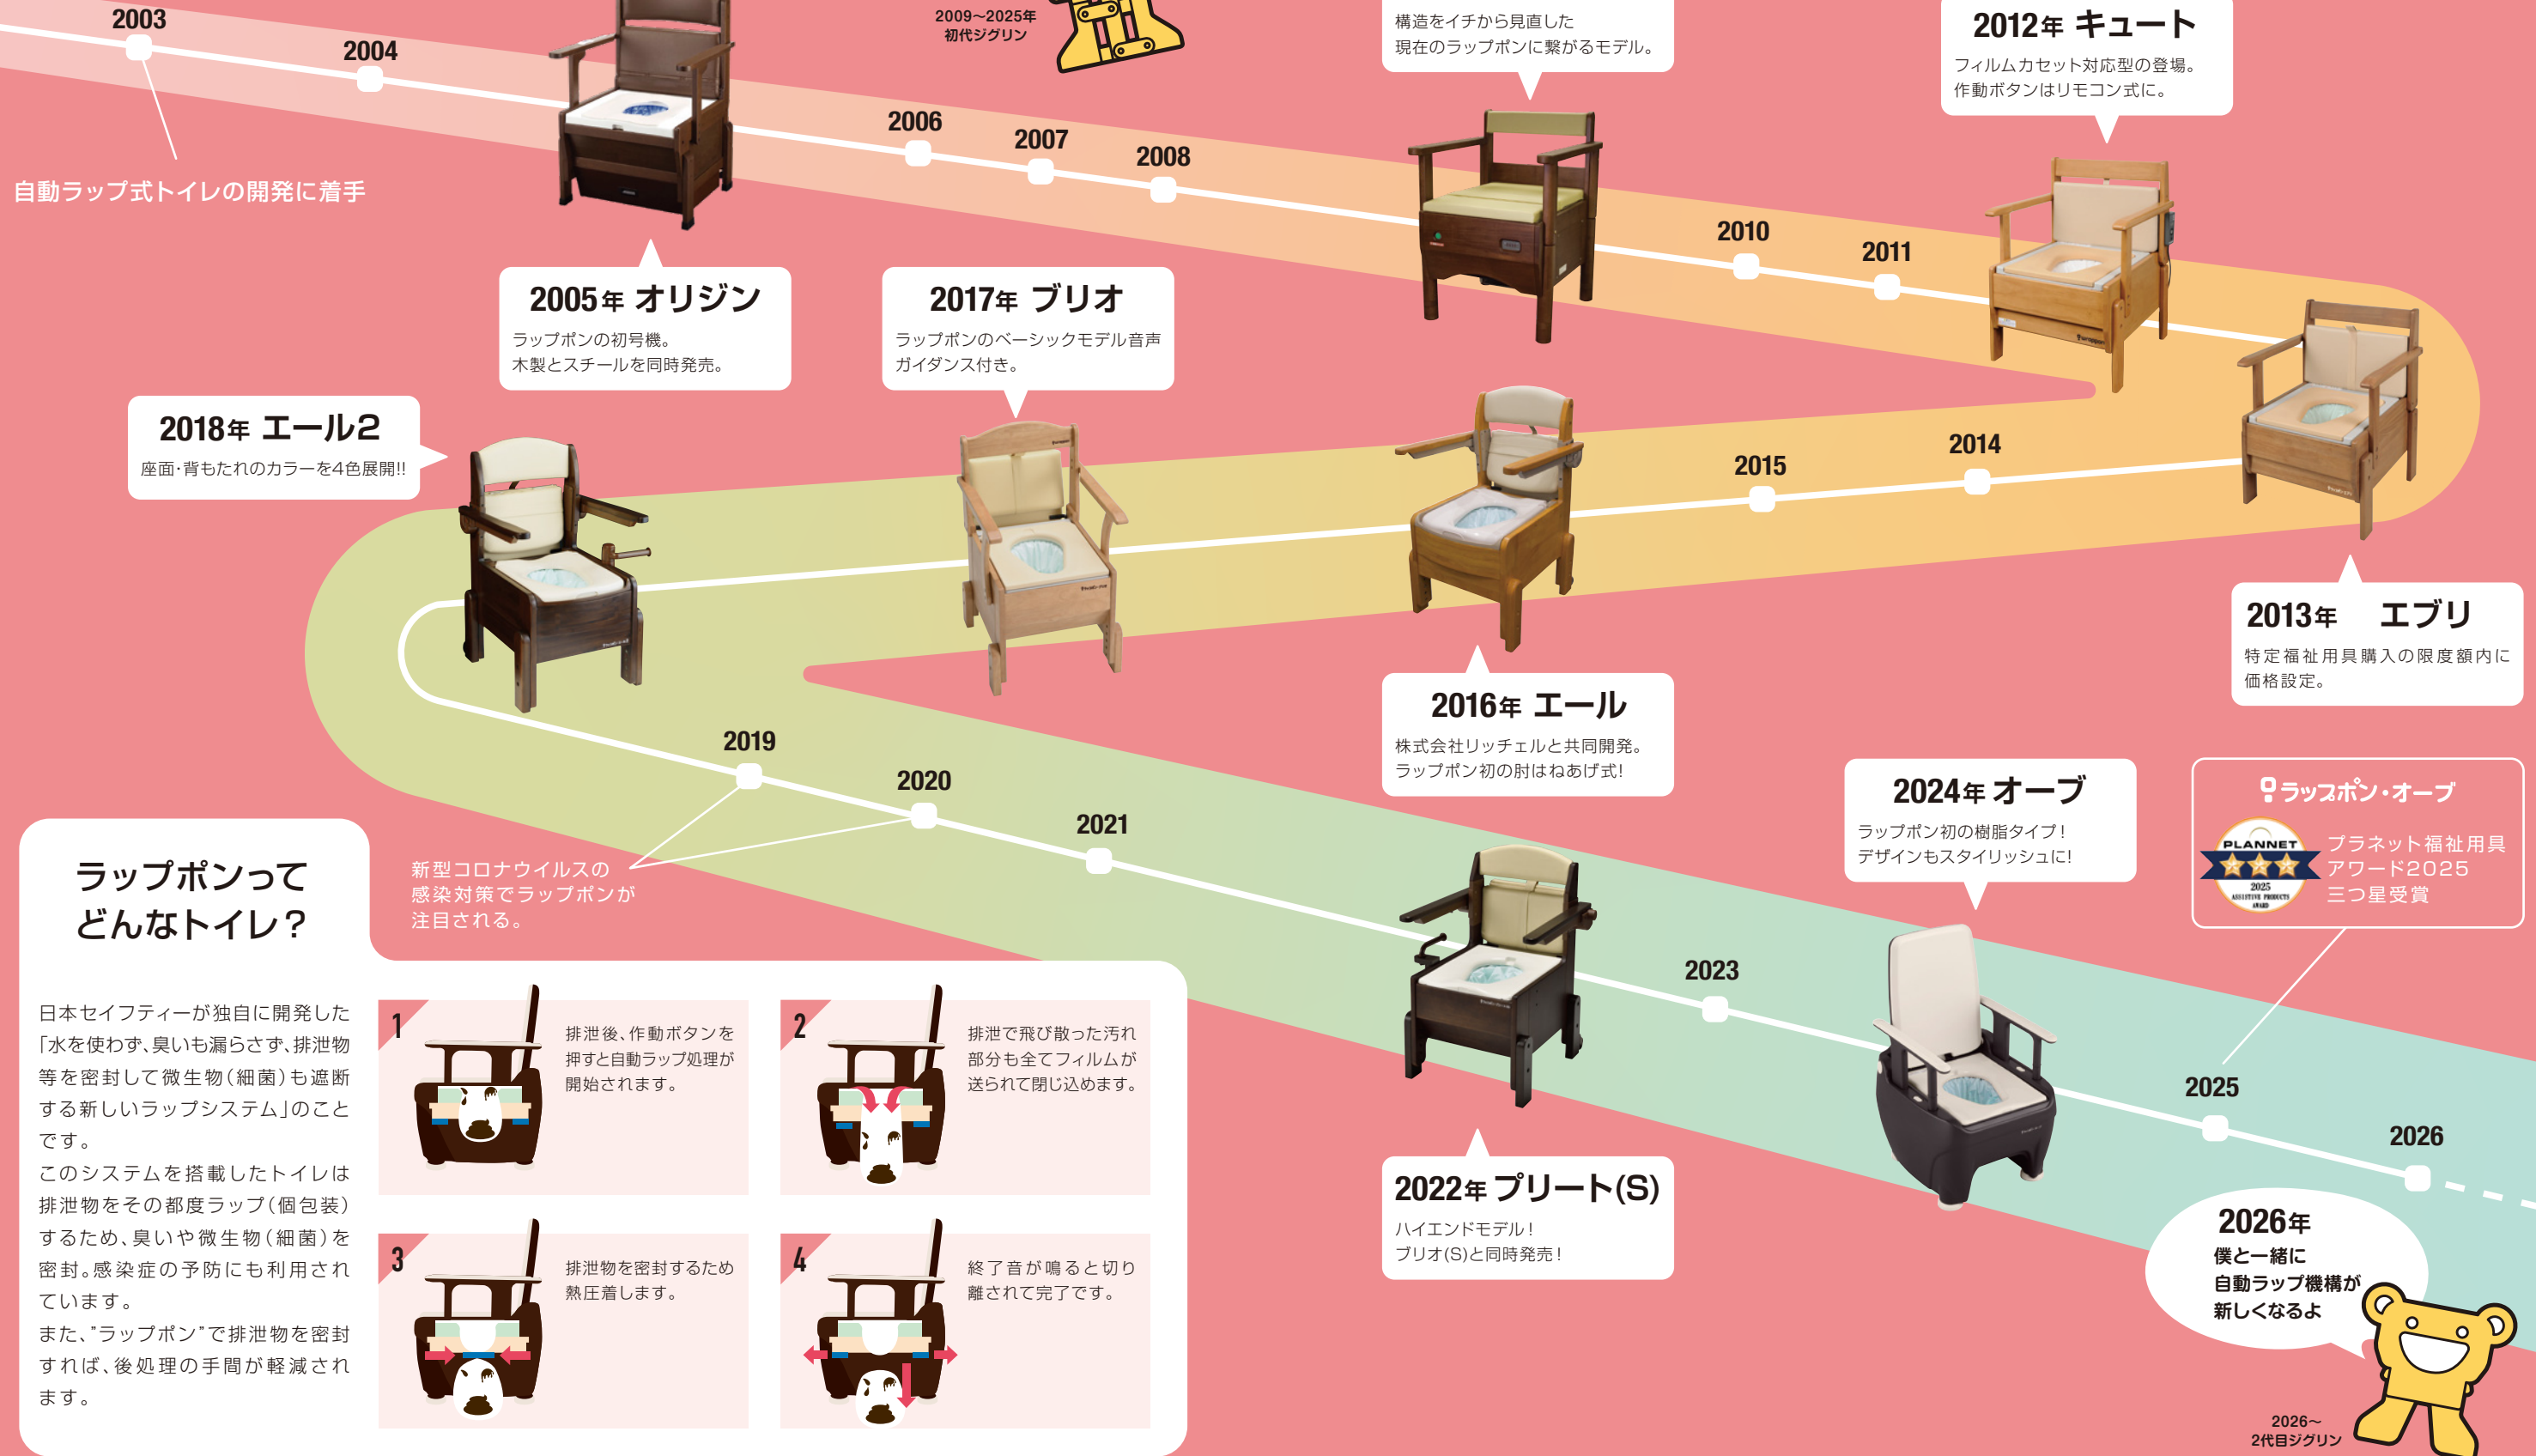 2003
2004
自動ラップ式トイレの開発に着手
2009~2025年
初代ジグリン
構造をイチから見直した
現在のラップポンに繋がるモデル。
2012年 キュート
フィルムカセット対応型の登場。
作動ボタンはリモコン式に。
2006
2007
2008
2010
2011
2005年 オリジン
ラップポンの初号機。
木製とスチールを同時発売。
2017年 ブリオ
ラップポンのベーシックモデル音声
ガイダンス付き。
2018年 エール2
座面・背もたれのカラーを4色展開!!
2015
2014
2013年 エブリ
特定福祉用具購入の限度額内に
価格設定。
2016年 エール
株式会社リッチェルと共同開発。
ラップポン初の肘はねあげ式!
2019
2020
2021
新型コロナウイルスの
感染対策でラップポンが
注目される。
2024年 オーブ
ラップポン初の樹脂タイプ!
デザインもスタイリッシュに!
ラップポン・オーブ
PLANNET
2025
ASSISTIVE PRODUCTS
AWARD
プラネット福祉用具
アワード2025
三つ星受賞
2022年 プリート(S)
ハイエンドモデル!
ブリオ(S)と同時発売!
2023
2025
2026
2026年
僕と一緒に
自動ラップ機構が
新しくなるよ
2026~
2代目ジグリン
ラップポンって
どんなトイレ?
日本セイフティーが独自に開発した
「水を使わず、臭いも漏らさず、排泄物
等を密封して微生物(細菌)も遮断
する新しいラップシステム」のこと
です。
このシステムを搭載したトイレは
排泄物をその都度ラップ(個包装)
するため、臭いや微生物(細菌)を
密封。感染症の予防にも利用され
ています。
また、"ラップポン"で排泄物を密封
すれば、後処理の手間が軽減され
ます。
1
排泄後、作動ボタンを
押すと自動ラップ処理が
開始されます。
2
排泄で飛び散った汚れ
部分も全てフィルムが
送られて閉じ込めます。
3
排泄物を密封するため
熱圧着します。
4
終了音が鳴ると切り
離されて完了です。